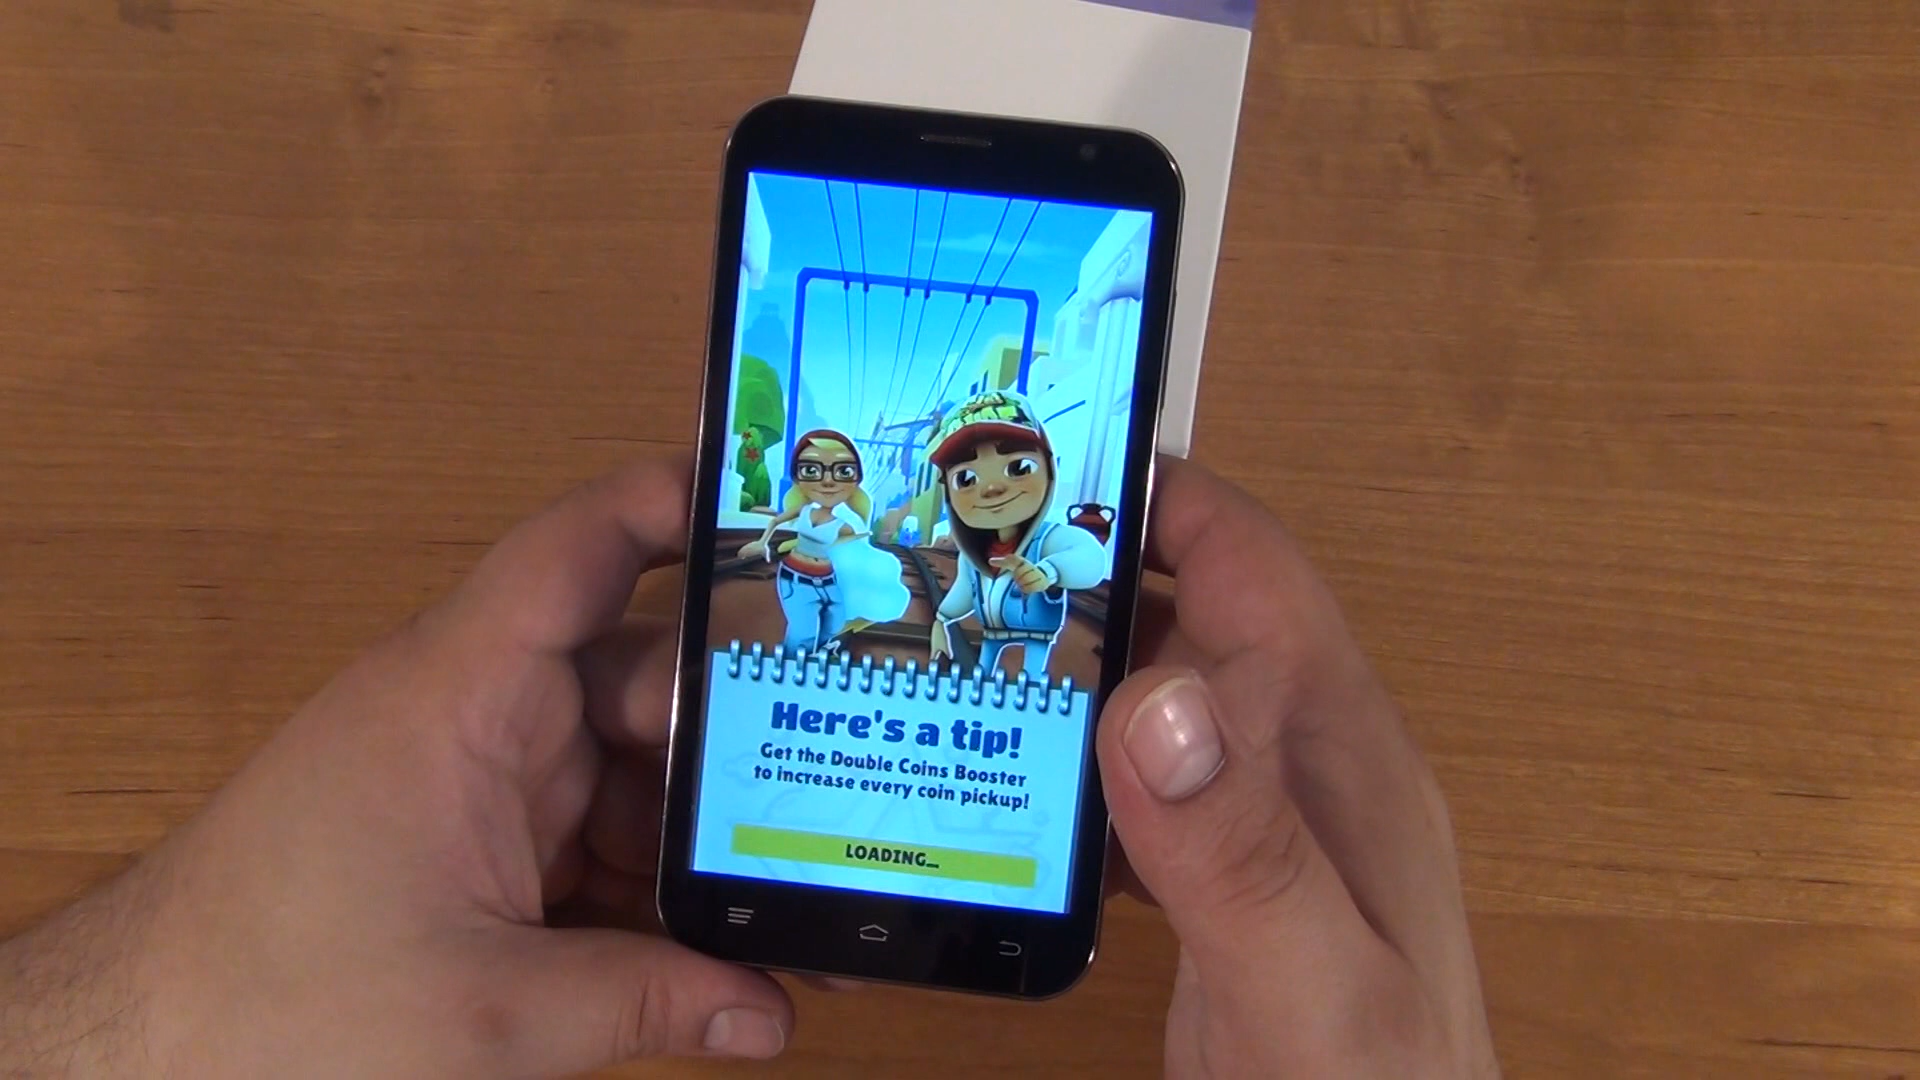 Here's a tip!
Get the Double Coins Booster
to increase every coin pickup!
LOADING...